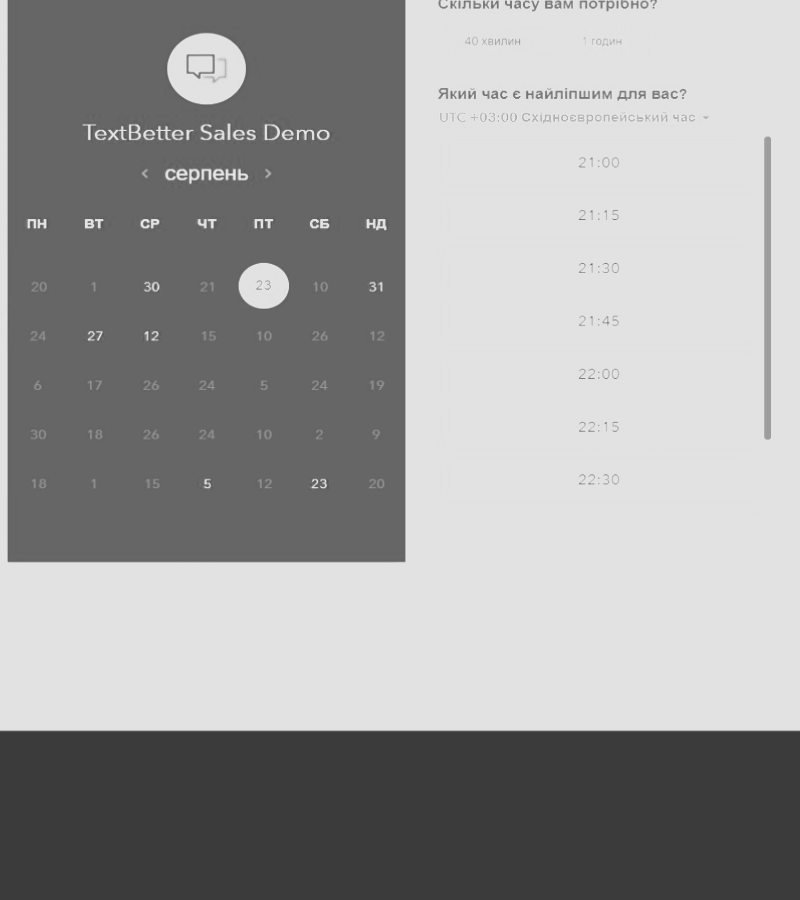 TextBetter Sales Demo
‹ серпень ›
ПН ВТ СР ЧТ ПТ СБ НД
20 1 30 21 23 10 31
24 27 12 15 10 26 12
6 17 26 24 5 24 19
30 18 26 24 10 2 9
18 1 15 5 12 23 20
Скільки часу вам потрібно?
40 хвилин 1 годин
Який час є найліпшим для вас?
UTC +03:00 Східноєвропейський час
21:00
21:15
21:30
21:45
22:00
22:15
22:30